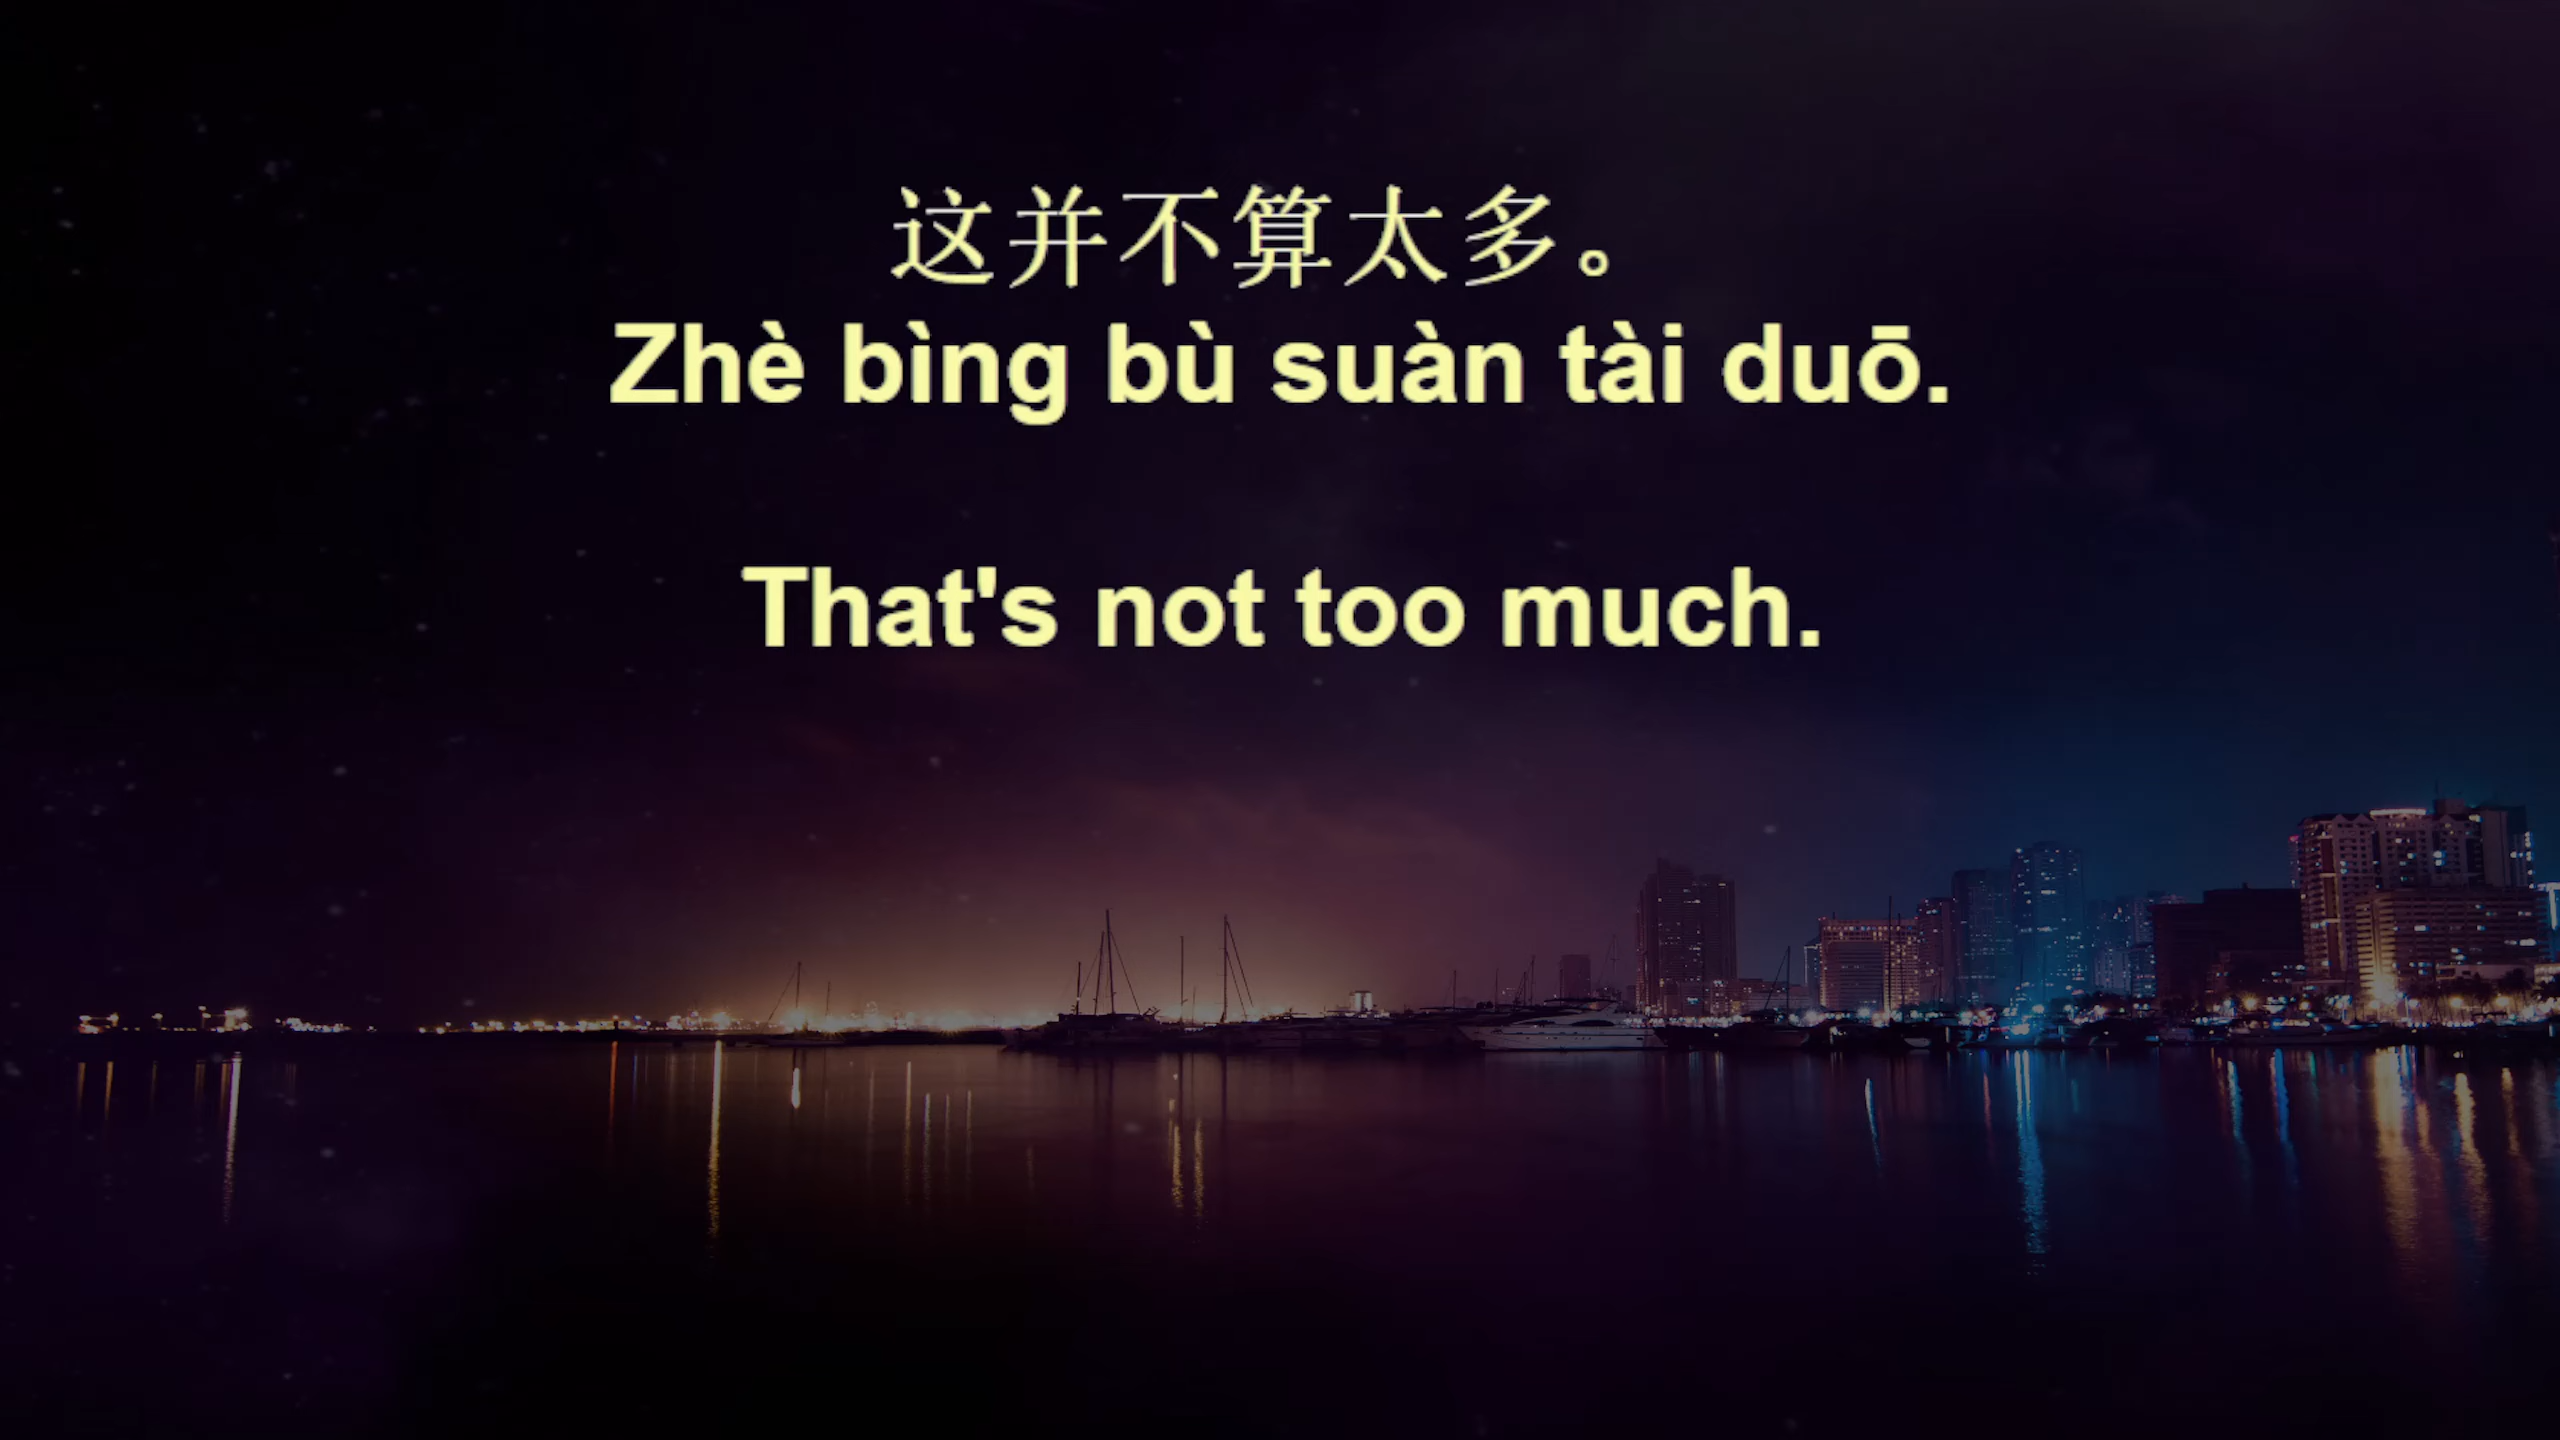 这并不算太多。
Zhè bìng bù suàn tài duō.
That's not too much.